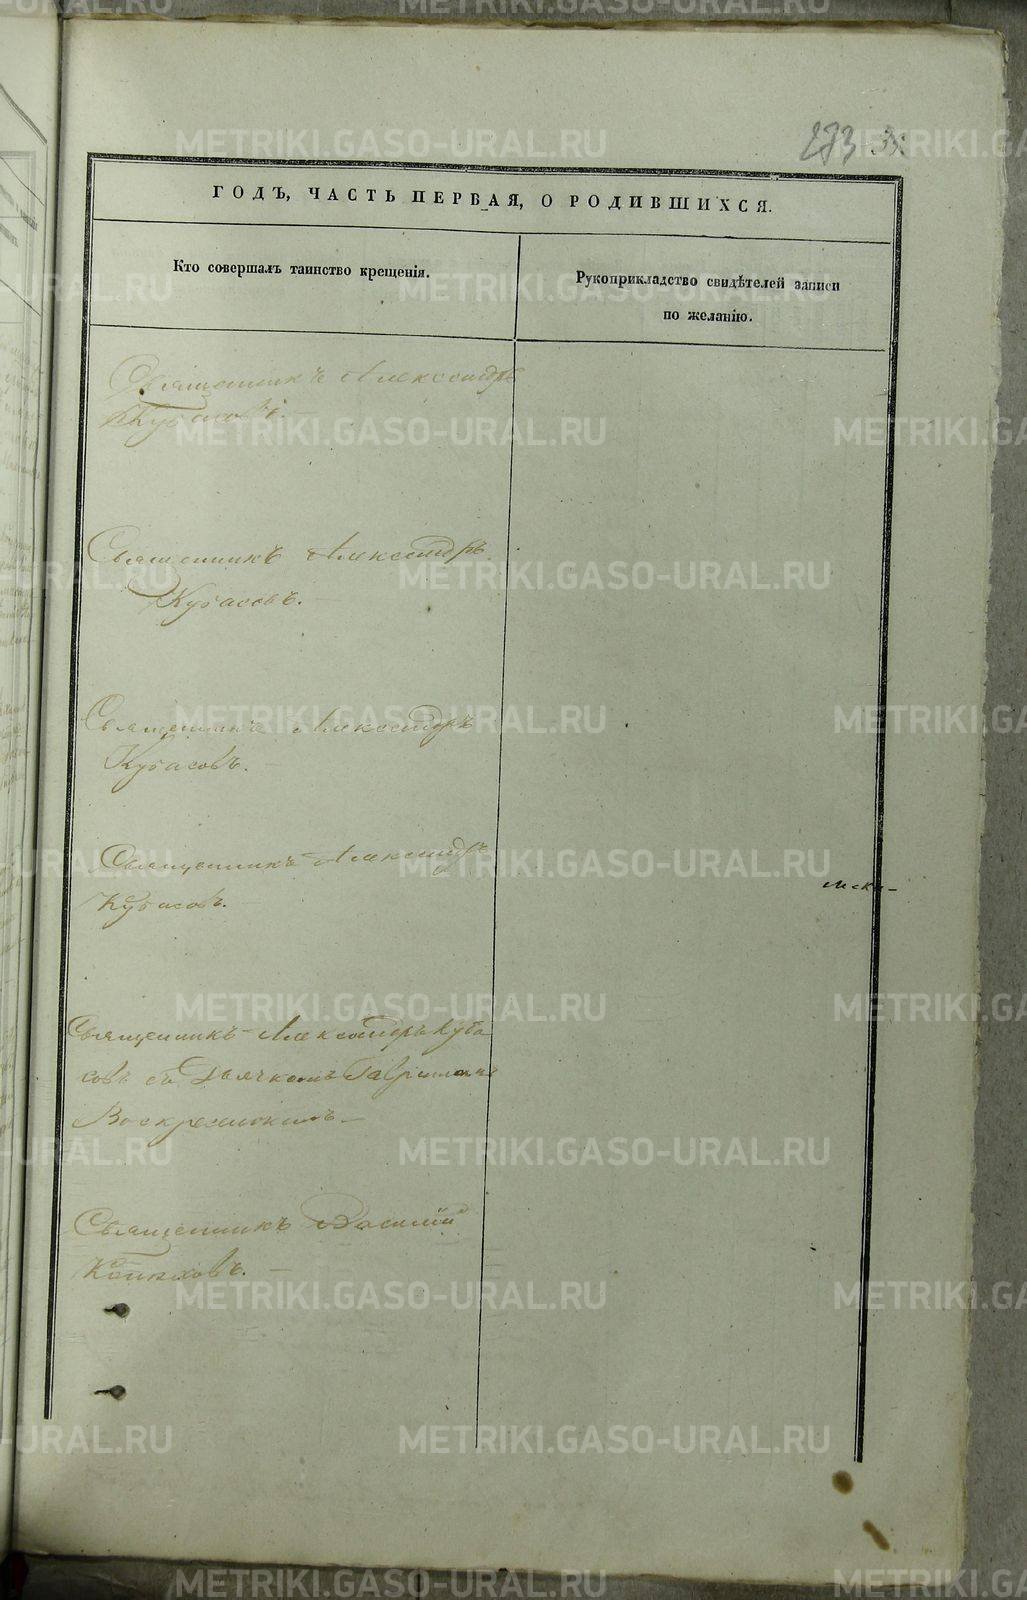 273 35.
ГОДЪ, ЧАСТЬ ПЕРВАЯ, О РОДИВШИХСЯ.
Кто совершалъ таинство крещенія.
Рукоприкладство свидѣтелей записи
по желанію.
Священникъ Александръ
Кубасовъ.
Священникъ Александръ
Кубасовъ.
Священникъ Александръ
Кубасовъ.
Священникъ Александръ
Кубасовъ.
Священникъ Александръ Куба
совъ съ Дьячкомъ Гавріиломъ
Воскресенскимъ
Священникъ Василій
METRIKI.GASO-URAL.RU